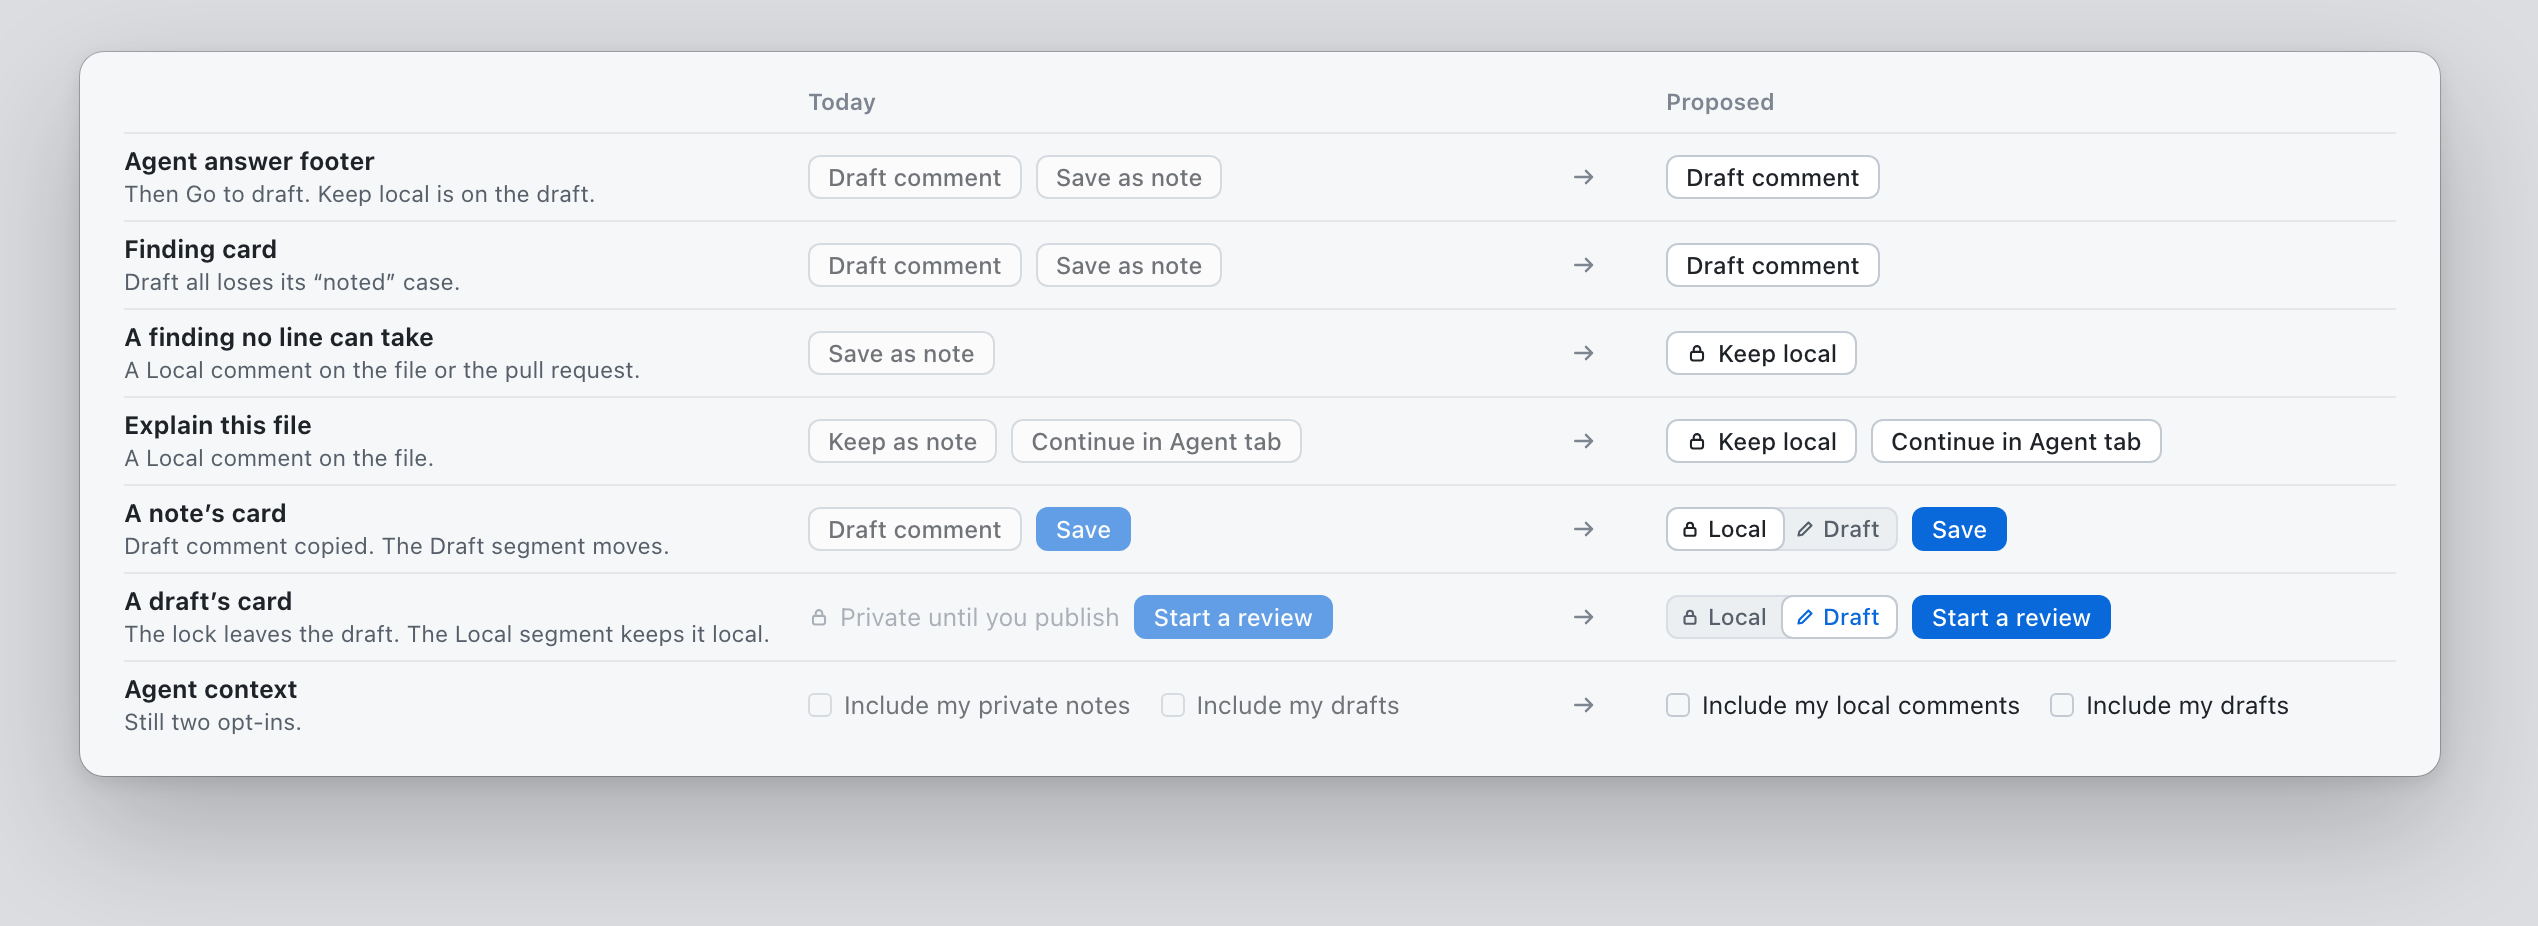 Today
Proposed
Agent answer footer
Then Go to draft. Keep local is on the draft.
Draft comment
Save as note
→
Draft comment
Finding card
Draft all loses its “noted” case.
Draft comment
Save as note
→
Draft comment
A finding no line can take
A Local comment on the file or the pull request.
Save as note
→
Keep local
Explain this file
A Local comment on the file.
Keep as note
Continue in Agent tab
→
Keep local
Continue in Agent tab
A note’s card
Draft comment copied. The Draft segment moves.
Draft comment
Save
→
Local
Draft
Save
A draft’s card
The lock leaves the draft. The Local segment keeps it local.
Private until you publish
Start a review
→
Local
Draft
Start a review
Agent context
Still two opt-ins.
Include my private notes
Include my drafts
→
Include my local comments
Include my drafts